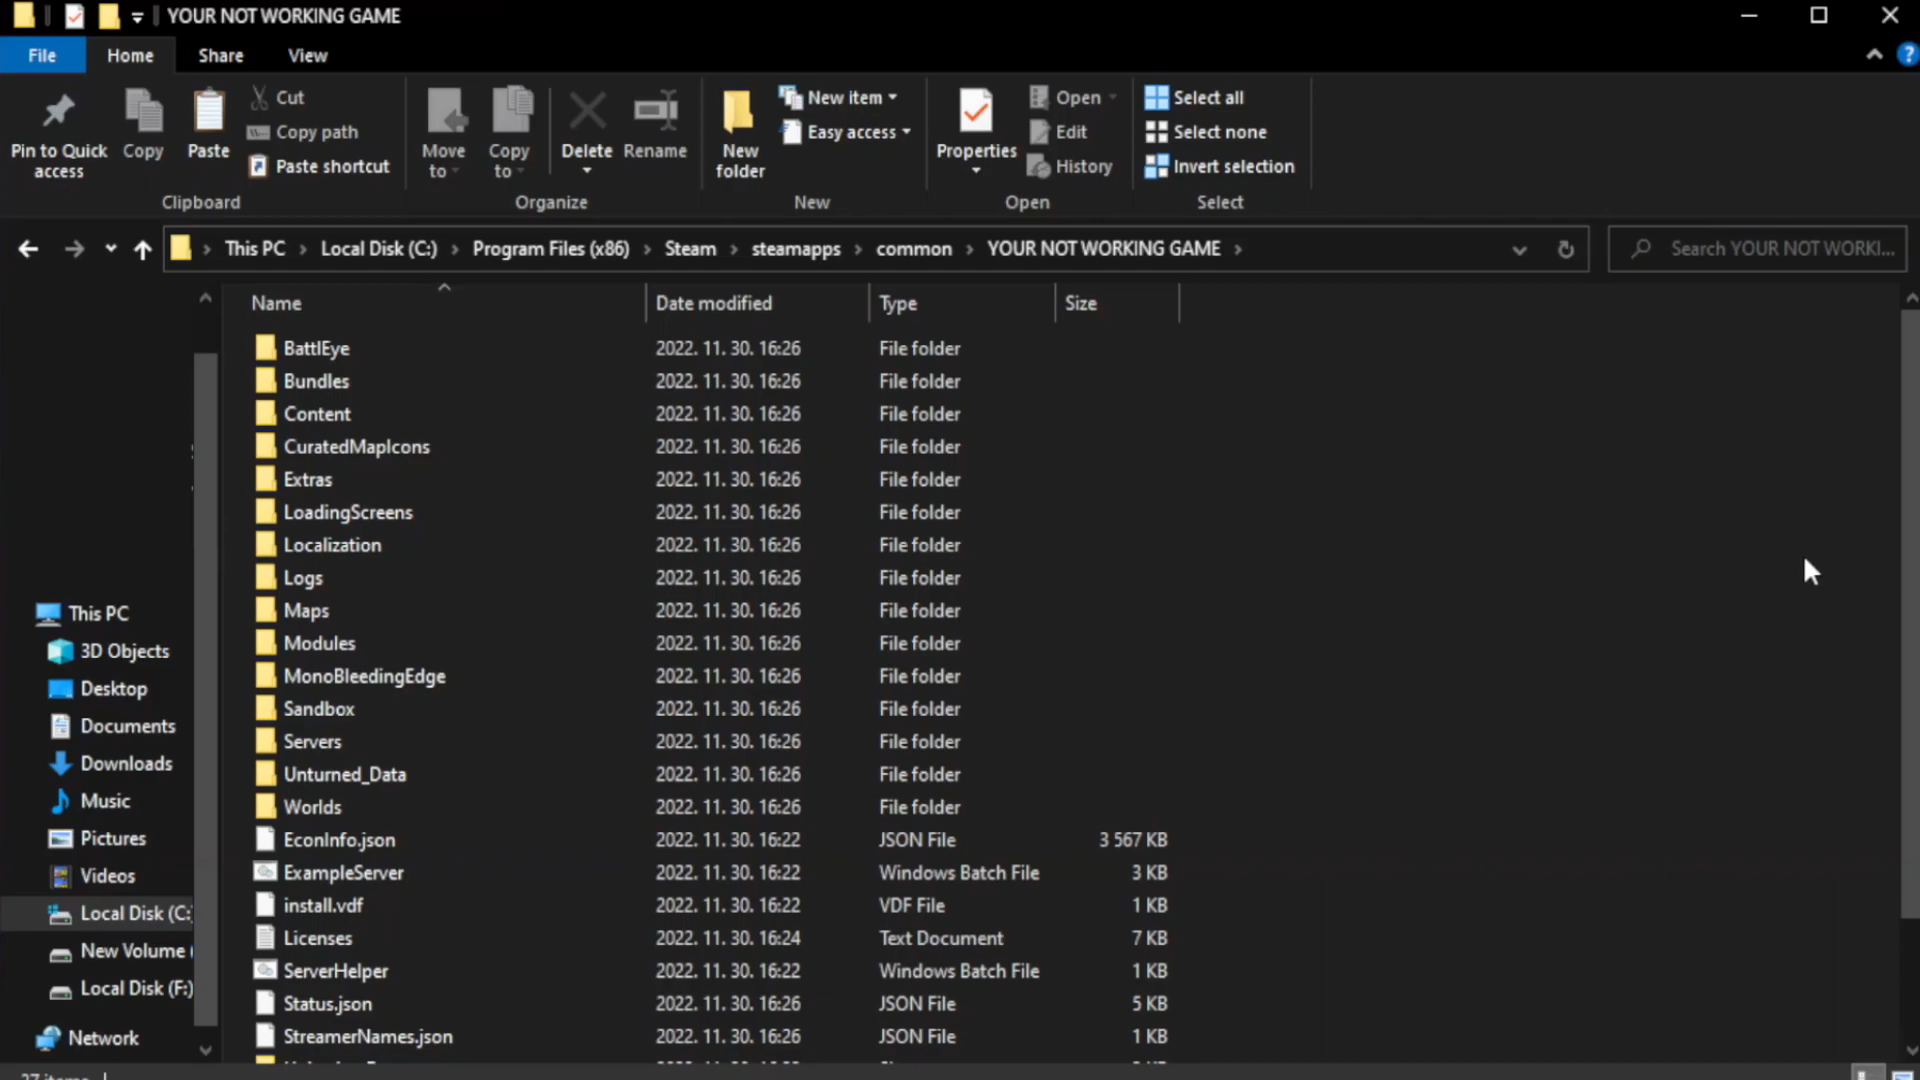 YOUR NOT WORKING GAME
File Home Share View
Pin to Quick access
Copy
Paste
Cut
Copy path
Paste shortcut
Clipboard
Move to
Copy to
Delete
Rename
Organize
New folder
New item
Easy access
New
Properties
Open
Edit
History
Open
Select all
Select none
Invert selection
Select
This PC > Local Disk (C:) > Program Files (x86) > Steam > steamapps > common > YOUR NOT WORKING GAME >
Search YOUR NOT WORKI...
This PC
3D Objects
Desktop
Documents
Downloads
Music
Pictures
Videos
Local Disk (C:)
New Volume (
Local Disk (F:)
Network
Name Date modified Type Size
BattlEye 2022. 11. 30. 16:26 File folder
Bundles 2022. 11. 30. 16:26 File folder
Content 2022. 11. 30. 16:26 File folder
CuratedMapIcons 2022. 11. 30. 16:26 File folder
Extras 2022. 11. 30. 16:26 File folder
LoadingScreens 2022. 11. 30. 16:26 File folder
Localization 2022. 11. 30. 16:26 File folder
Logs 2022. 11. 30. 16:26 File folder
Maps 2022. 11. 30. 16:26 File folder
Modules 2022. 11. 30. 16:26 File folder
MonoBleedingEdge 2022. 11. 30. 16:26 File folder
Sandbox 2022. 11. 30. 16:26 File folder
Servers 2022. 11. 30. 16:26 File folder
Unturned_Data 2022. 11. 30. 16:26 File folder
Worlds 2022. 11. 30. 16:26 File folder
EconInfo.json 2022. 11. 30. 16:22 JSON File 3 567 KB
ExampleServer 2022. 11. 30. 16:22 Windows Batch File 3 KB
install.vdf 2022. 11. 30. 16:22 VDF File 1 KB
Licenses 2022. 11. 30. 16:24 Text Document 7 KB
ServerHelper 2022. 11. 30. 16:22 Windows Batch File 1 KB
Status.json 2022. 11. 30. 16:26 JSON File 5 KB
StreamerNames.json 2022. 11. 30. 16:26 JSON File 1 KB